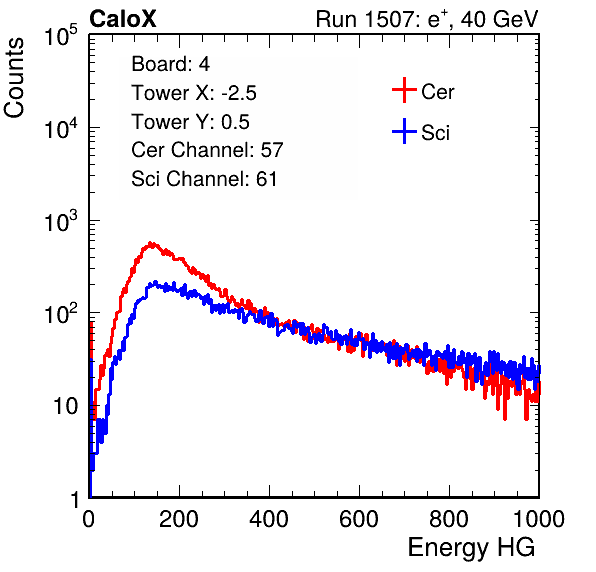 CaloX Run 1507: e⁺, 40 GeV
Counts
10⁵
10⁴
10³
10²
10
1
Board: 4
Tower X: -2.5
Tower Y: 0.5
Cer Channel: 57
Sci Channel: 61
Cer
Sci
0 200 400 600 800 1000
Energy HG